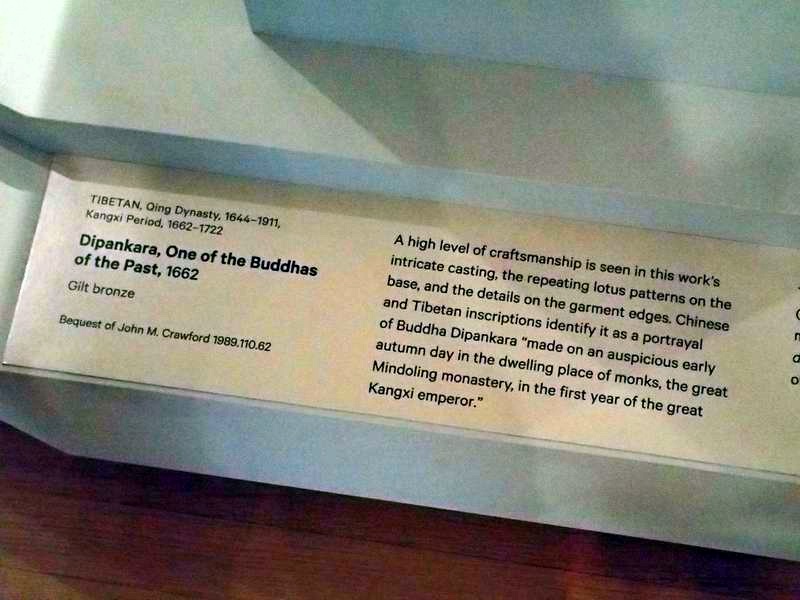 TIBETAN, Qing Dynasty, 1644–1911,
Kangxi Period, 1662–1722
Dipankara, One of the Buddhas
of the Past, 1662
Gilt bronze
Bequest of John M. Crawford 1989.110.62
A high level of craftsmanship is seen in this work's
intricate casting, the repeating lotus patterns on the
base, and the details on the garment edges. Chinese
and Tibetan inscriptions identify it as a portrayal
of Buddha Dipankara “made on an auspicious early
autumn day in the dwelling place of monks, the great
Mindoling monastery, in the first year of the great
Kangxi emperor.”